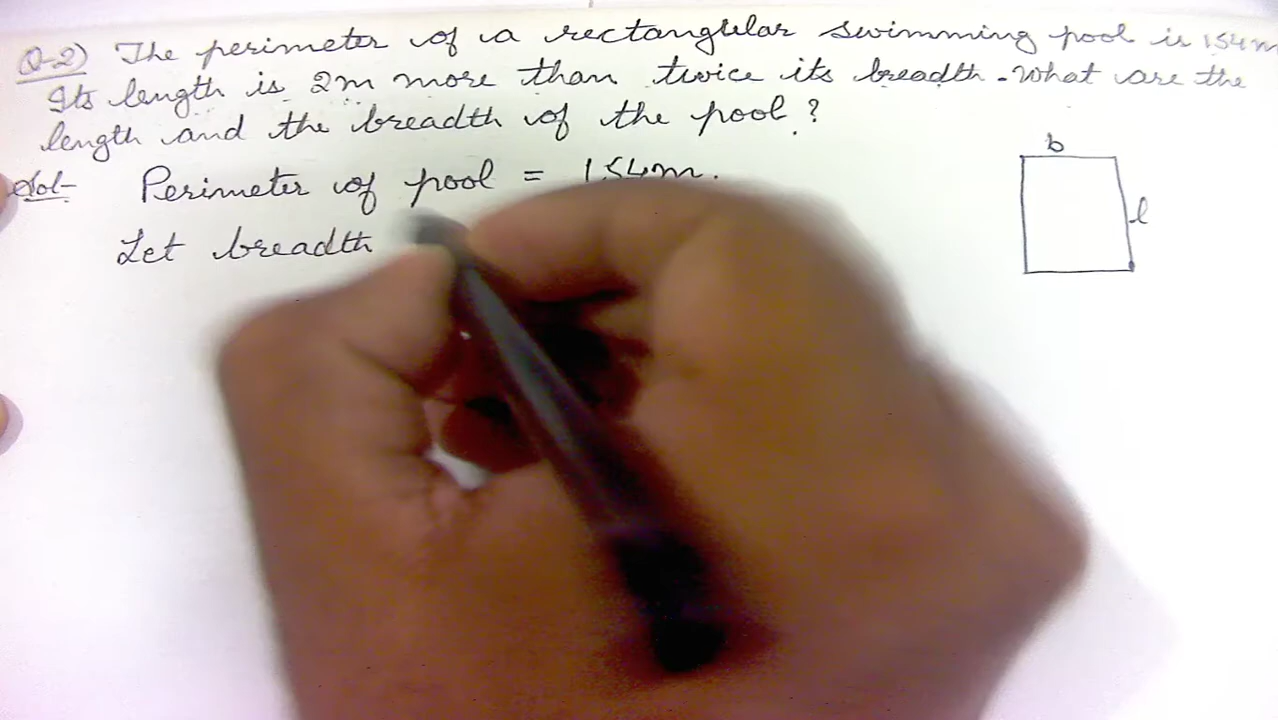 Q-2) The perimeter of a rectangular swimming pool is 154m
Its length is 2m more than twice its breadth. What are the
length and the breadth of the pool?
b
Sol- Perimeter of pool = 154m.
l
Let breadth